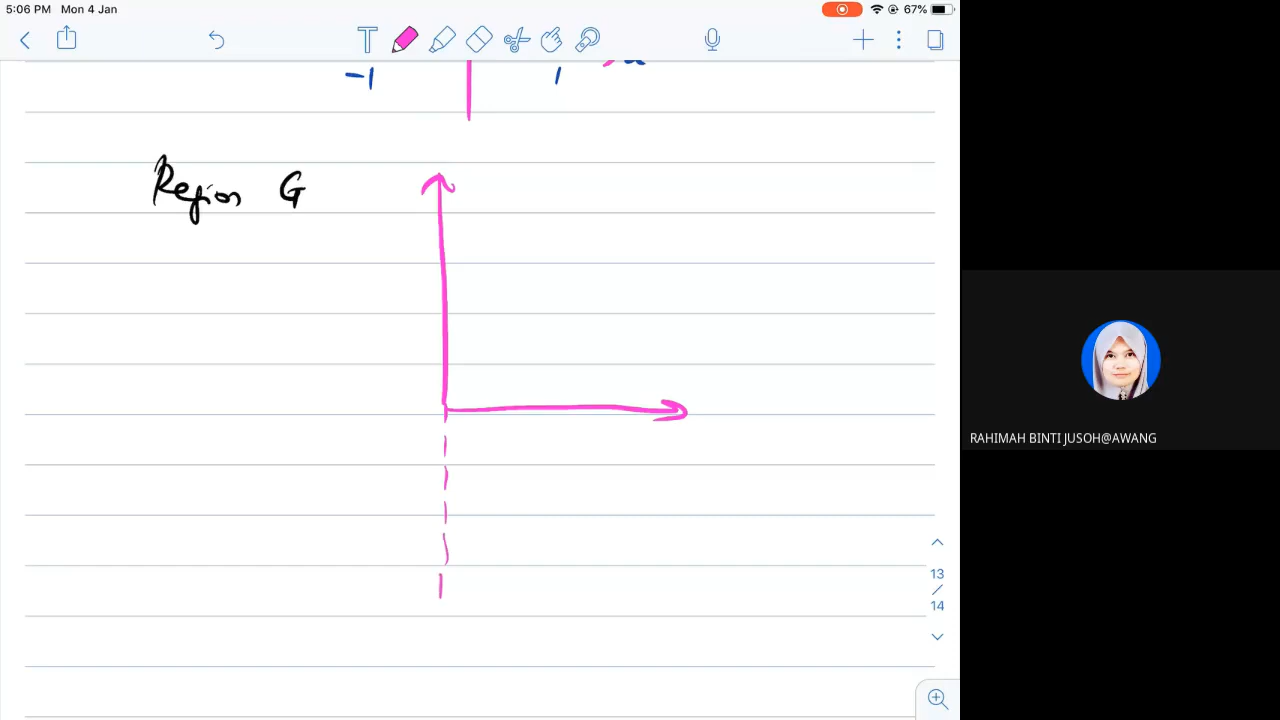 5:06 PM Mon 4 Jan
67%
T
-1 1
Region G
13
/
14
RAHIMAH BINTI JUSOH@AWANG